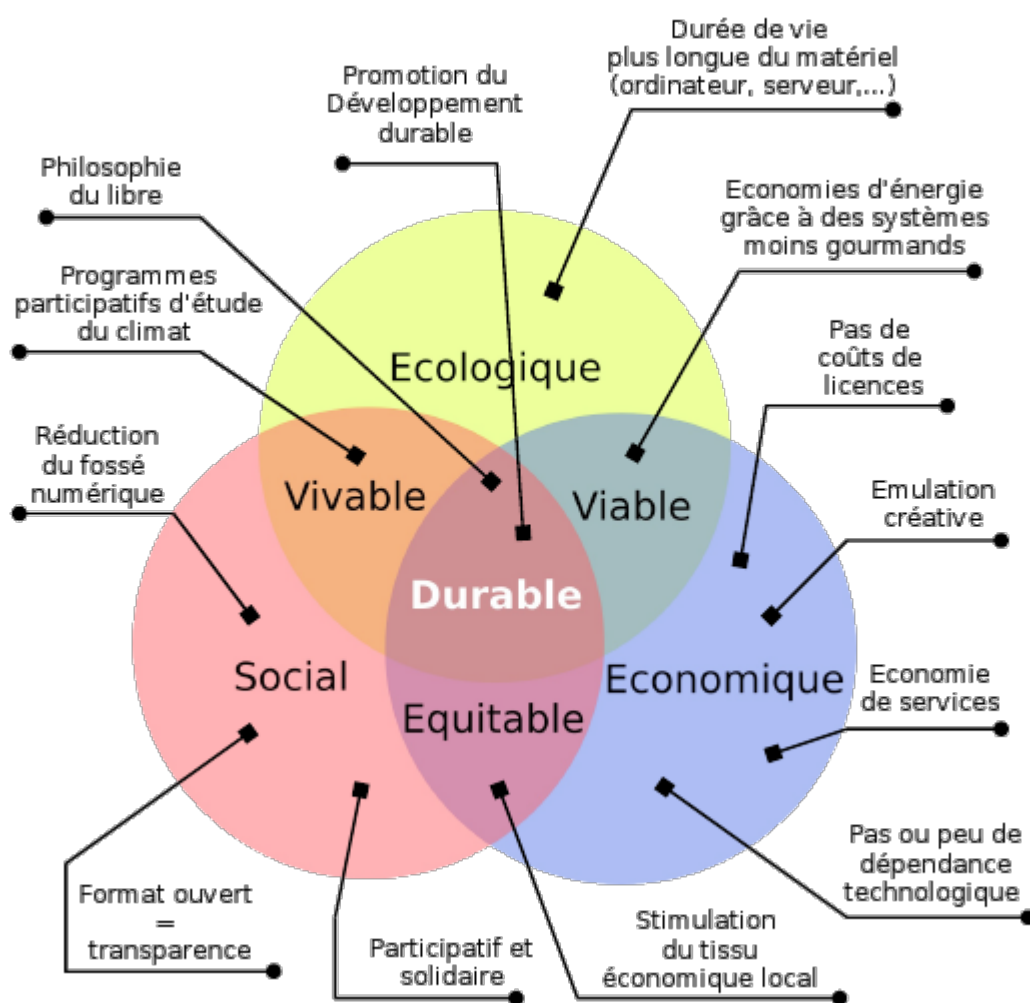 Durée de vie
plus longue du matériel
(ordinateur, serveur,...)
Promotion du
Développement
durable
Philosophie
du libre
Economies d'énergie
grâce à des systèmes
moins gourmands
Programmes
participatifs d'étude
du climat
Pas de
coûts de
licences
Ecologique
Réduction
du fossé
numérique
Vivable
Viable
Emulation
créative
Durable
Social
Economique
Economie
de services
Equitable
Pas ou peu de
dépendance
technologique
Format ouvert
=
transparence
Participatif et
solidaire
Stimulation
du tissu
économique local